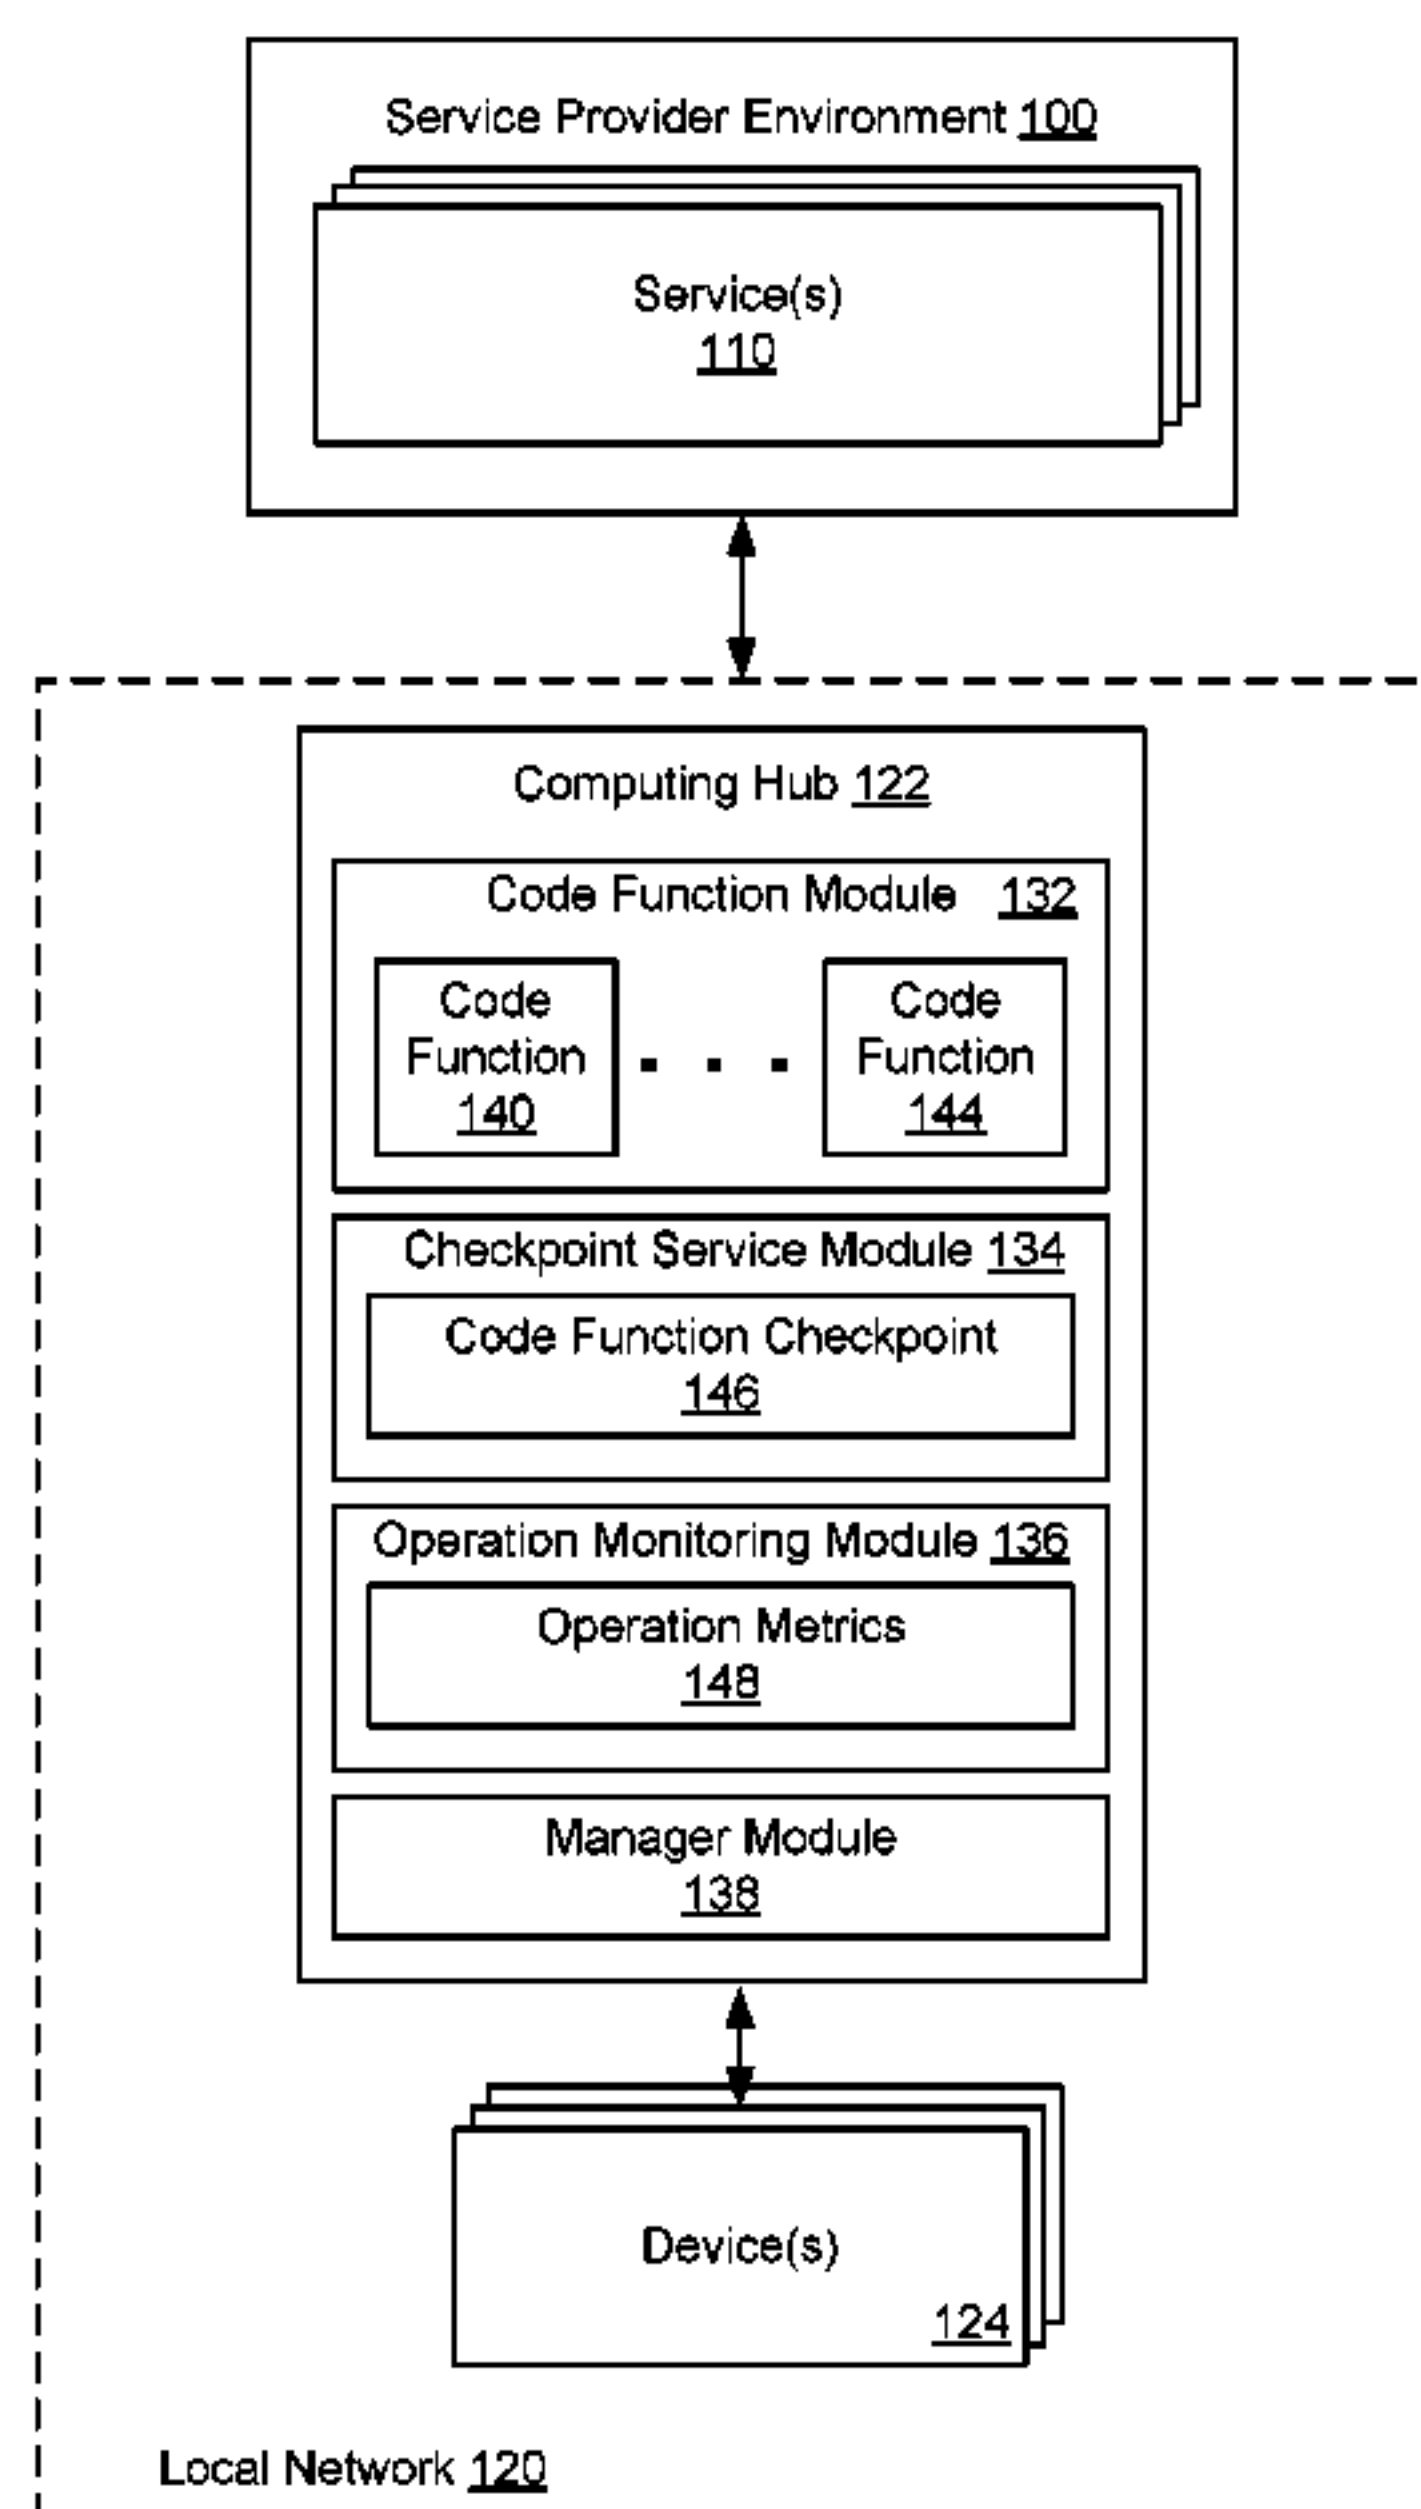 Service Provider Environment 100
Service(s)
110
Computing Hub 122
Code Function Module 132
Code
Function
140
. . .
Code
Function
144
Checkpoint Service Module 134
Code Function Checkpoint
146
Operation Monitoring Module 136
Operation Metrics
148
Manager Module
138
Device(s)
124
Local Network 120